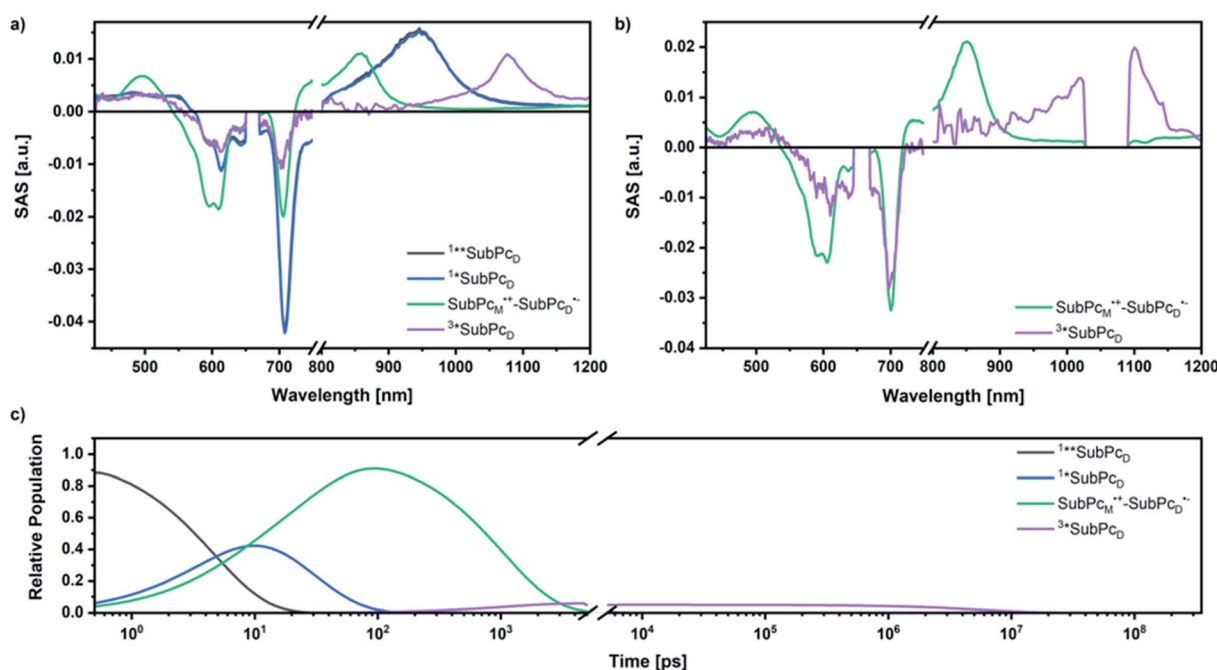 a)
SAS [a.u.]
0.01
0.00
-0.01
-0.02
-0.03
-0.04
500 600 700 800 900 1000 1100 1200
Wavelength [nm]
1**SubPcD
1*SubPcD
SubPcM•+-SubPcD•-
3*SubPcD
b)
SAS [a.u.]
0.02
0.01
0.00
-0.01
-0.02
-0.03
-0.04
500 600 700 800 900 1000 1100 1200
Wavelength [nm]
SubPcM•+-SubPcD•-
3*SubPcD
c)
Relative Population
1.0
0.8
0.6
0.4
0.2
0.0
10^0 10^1 10^2 10^3 10^4 10^5 10^6 10^7 10^8
Time [ps]
1**SubPcD
1*SubPcD
SubPcM•+-SubPcD•-
3*SubPcD